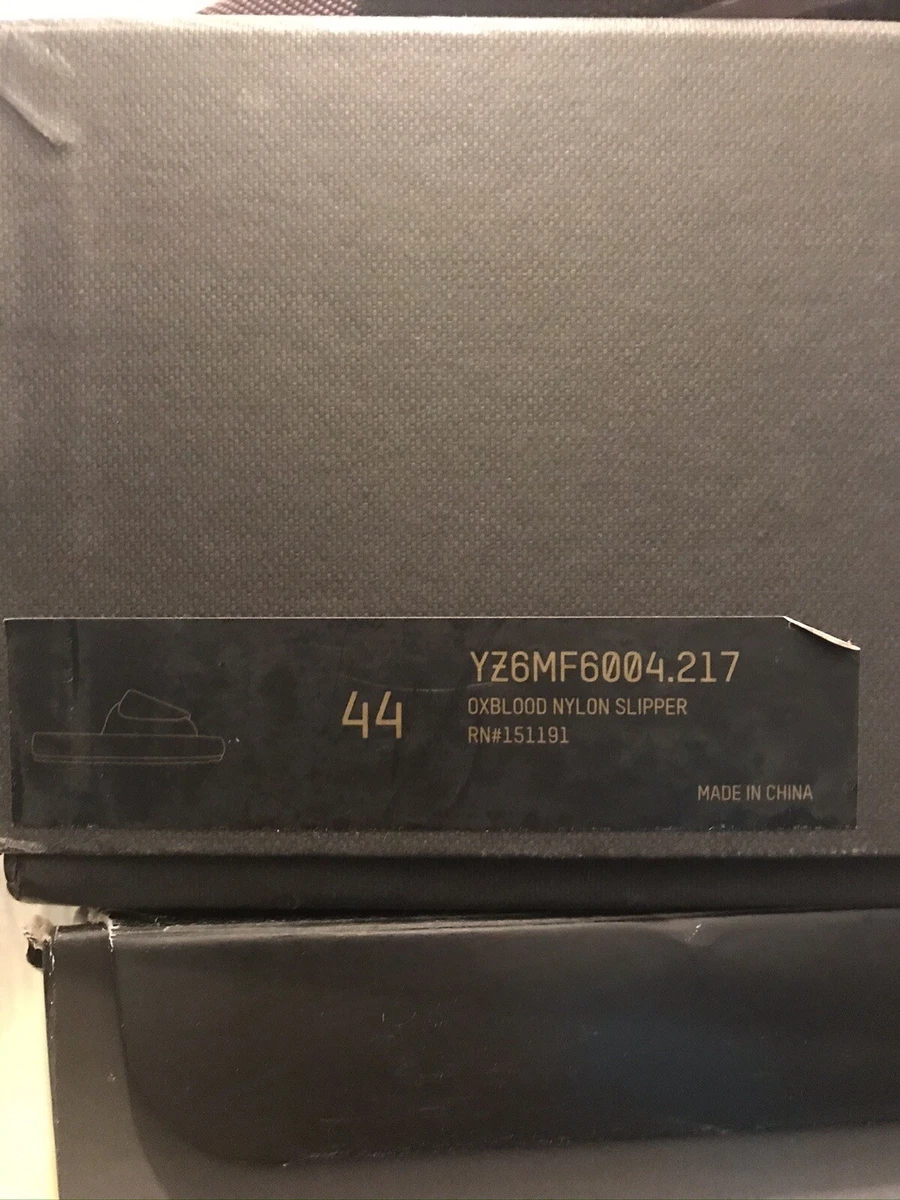 44
YZ6MF6004.217
OXBLOOD NYLON SLIPPER
RN#151191
MADE IN CHINA